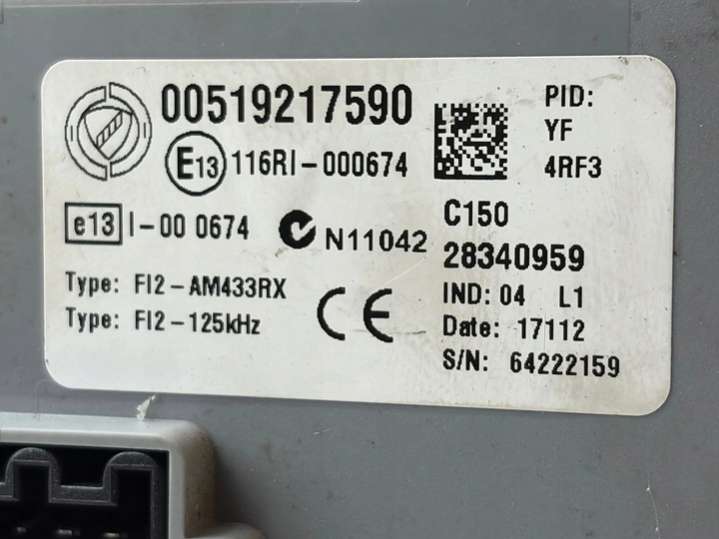 00519217590
E13 116RI-000674
e13 I-00 0674
N11042
Type: FI2-AM433RX
Type: FI2-125kHz
CE
PID:
YF
4RF3
C150
28340959
IND: 04 L1
Date: 17112
S/N: 64222159